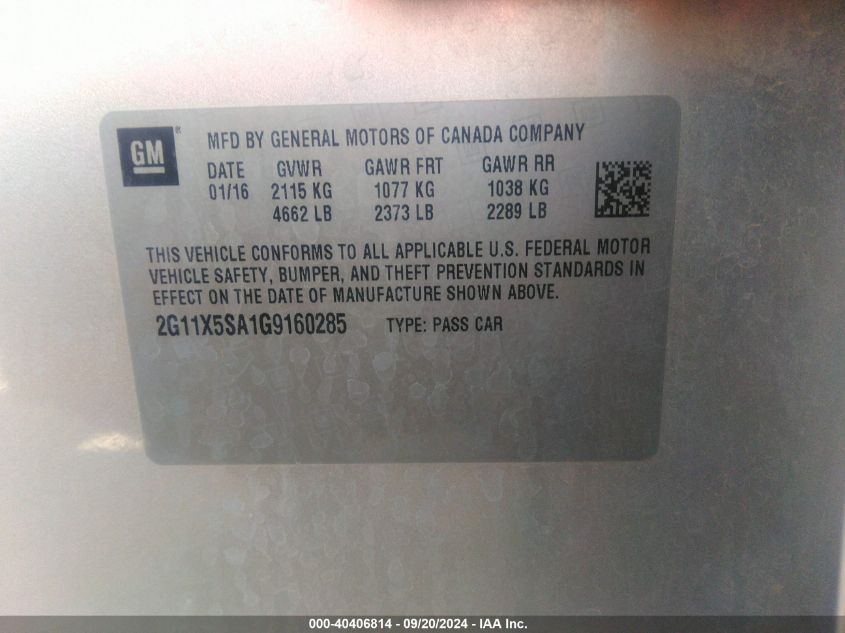 GM®
MFD BY GENERAL MOTORS OF CANADA COMPANY
DATE GVWR GAWR FRT GAWR RR
01/16 2115 KG 1077 KG 1038 KG
4662 LB 2373 LB 2289 LB
THIS VEHICLE CONFORMS TO ALL APPLICABLE U.S. FEDERAL MOTOR
VEHICLE SAFETY, BUMPER, AND THEFT PREVENTION STANDARDS IN
EFFECT ON THE DATE OF MANUFACTURE SHOWN ABOVE.
2G11X5SA1G9160285 TYPE: PASS CAR
000-40406814 - 09/20/2024 - IAA Inc.